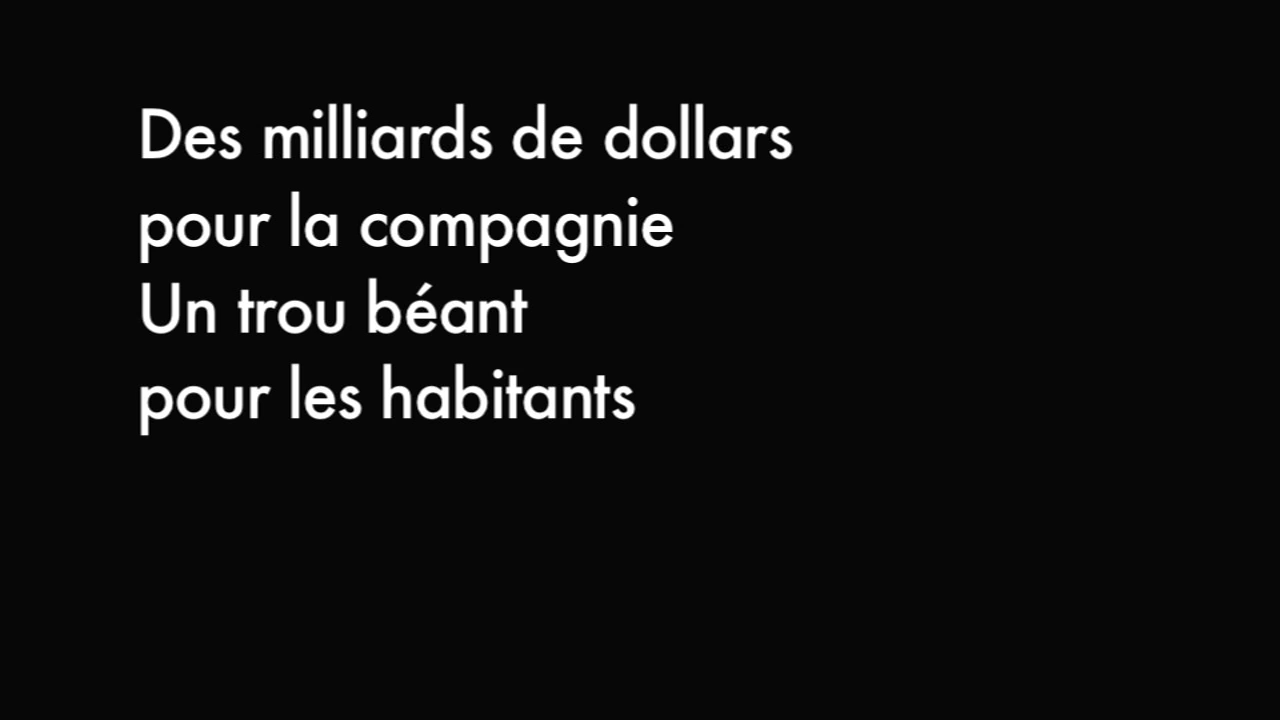 Des milliards de dollars
pour la compagnie
Un trou béant
pour les habitants